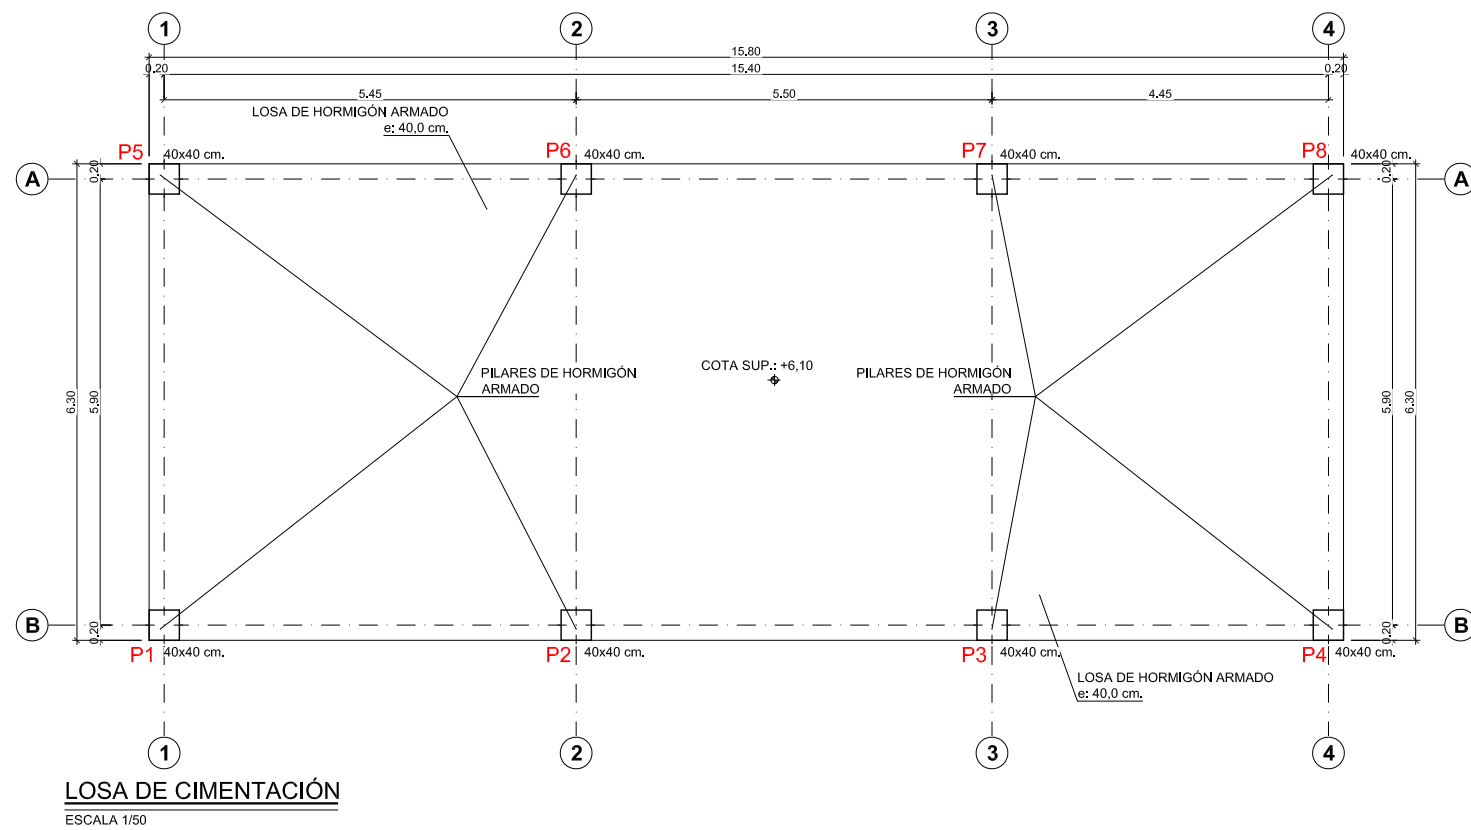 1 2 3 4
15.80
0.20 15.40 0.20
5.45 5.50 4.45
LOSA DE HORMIGÓN ARMADO
e: 40,0 cm.
P5 40x40 cm. P6 40x40 cm. P7 40x40 cm. P8 40x40 cm.
A 0.20 0.20 A
COTA SUP.: +6,10
PILARES DE HORMIGÓN
ARMADO
PILARES DE HORMIGÓN
ARMADO
6.30 5.90 5.90 6.30
B 0.20 0.20 B
P1 40x40 cm. P2 40x40 cm. P3 40x40 cm. P4 40x40 cm.
LOSA DE HORMIGÓN ARMADO
e: 40,0 cm.
1 2 3 4
LOSA DE CIMENTACIÓN
ESCALA 1/50